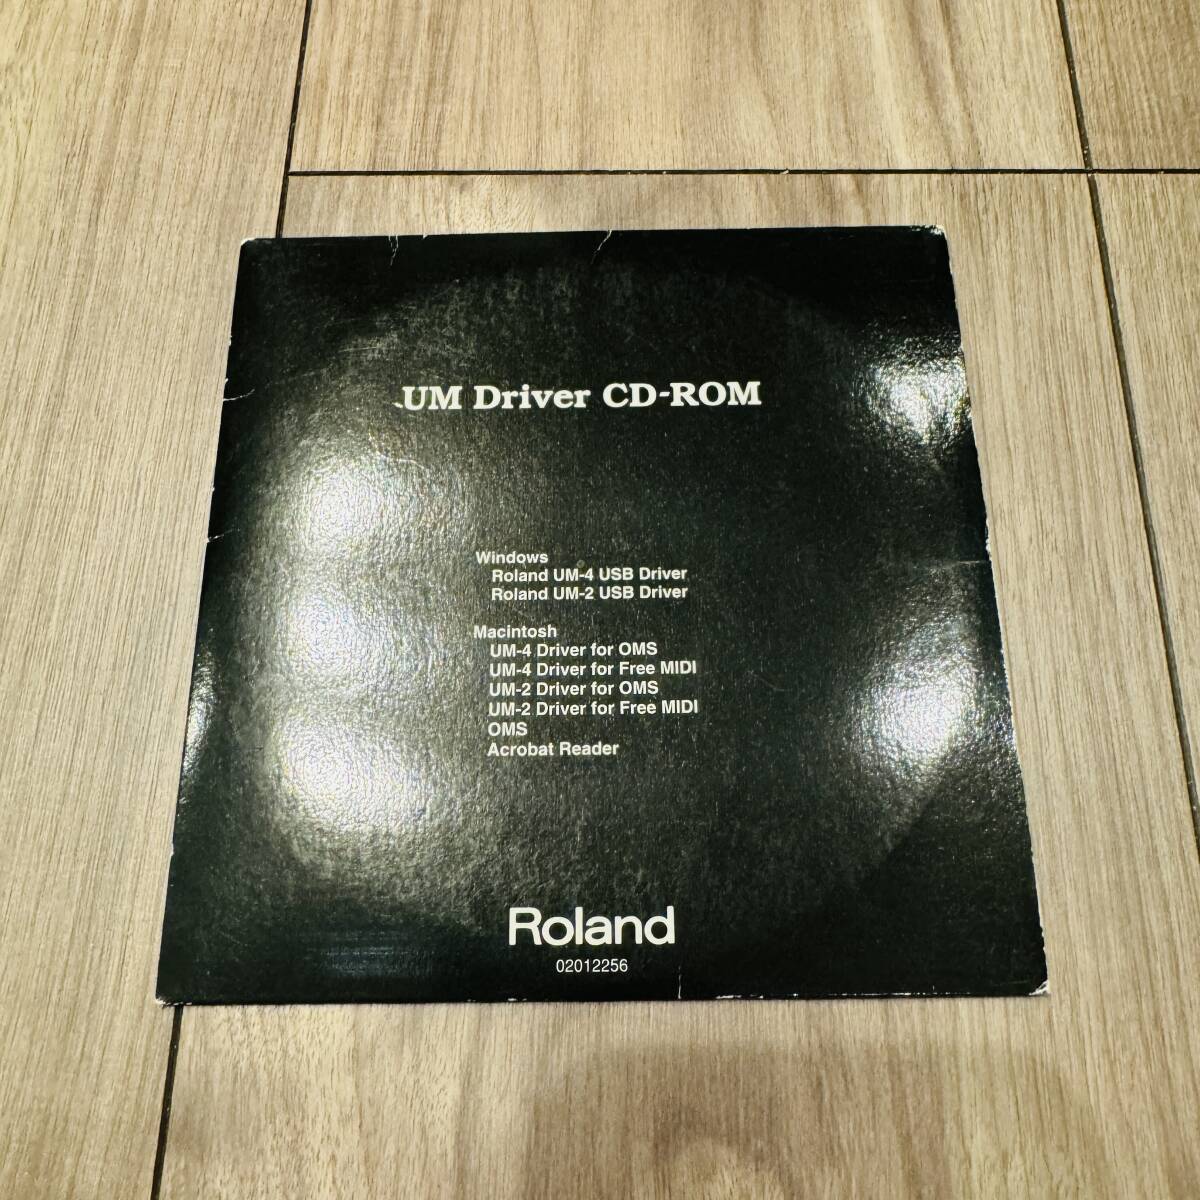 UM Driver CD-ROM
Windows
Roland UM-4 USB Driver
Roland UM-2 USB Driver
Macintosh
UM-4 Driver for OMS
UM-4 Driver for Free MIDI
UM-2 Driver for OMS
UM-2 Driver for Free MIDI
OMS
Acrobat Reader
Roland
02012256